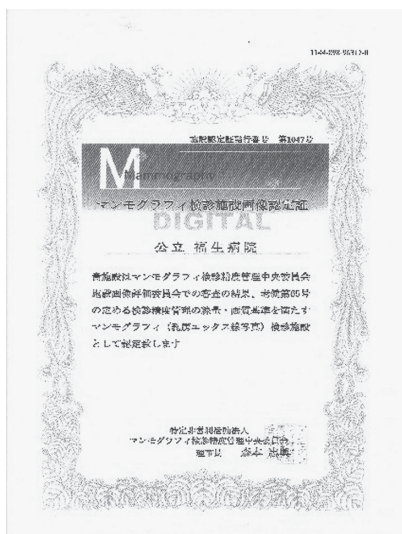 施設認定証発行番号 第1047号
Mammography
マンモグラフィ検診施設画像認定証
DIGITAL
公立 福生病院
貴施設はマンモグラフィ検診精度管理中央委員会
施設画像評価委員会での審査の結果、
の定める検診精度管理の線量・画質基準を満たす
マンモグラフィ（乳房エックス線写真）検診施設
として認定致します
特定非営利活動法人
マンモグラフィ検診精度管理中央委員会
理事長 森本 忠興